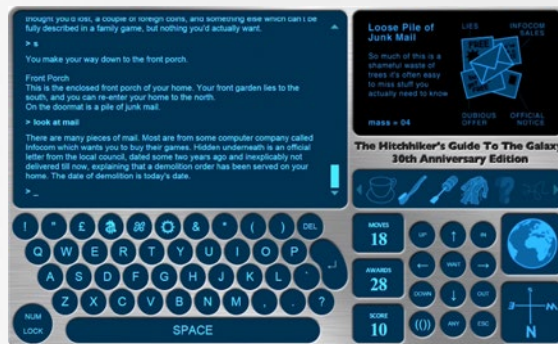 thought you'd lost, a couple of foreign coins, and something else which can't be
fully described in a family game, but nothing you'd actually want.
> s
You make your way down to the front porch.
Front Porch
This is the enclosed front porch of your home. Your front garden lies to the
south, and you can re-enter your home to the north.
On the doormat is a pile of junk mail.
> look at mail
There are many pieces of mail. Most are from some computer company called
Infocom which wants you to buy their games. Hidden underneath is an official
letter from the local council, dated some two years ago and inexplicably not
delivered till now, explaining that a demolition order has been served on
your home. The date of demolition is today's date.
>_
Loose Pile of
Junk Mail
So much of this is
a shameful waste of
trees it's often easy
to miss stuff you
actually need to know
mass = 04
LIES
INFOCOM
SALES
FREE
DUBIOUS
OFFER
OFFICIAL
NOTICE
The Hitchhiker's Guide To The Galaxy
30th Anniversary Edition
! " £ & * ( ) DEL
Q W E R T Y U I O P
A S D F G H J K L
Z X C V B N M , . ?
NUM
LOCK
SPACE
MOVES
18
AWARDS
28
SCORE
10
UP ↑ IN
← WAIT →
DOWN ↓ OUT
(()) ANY ESC
N